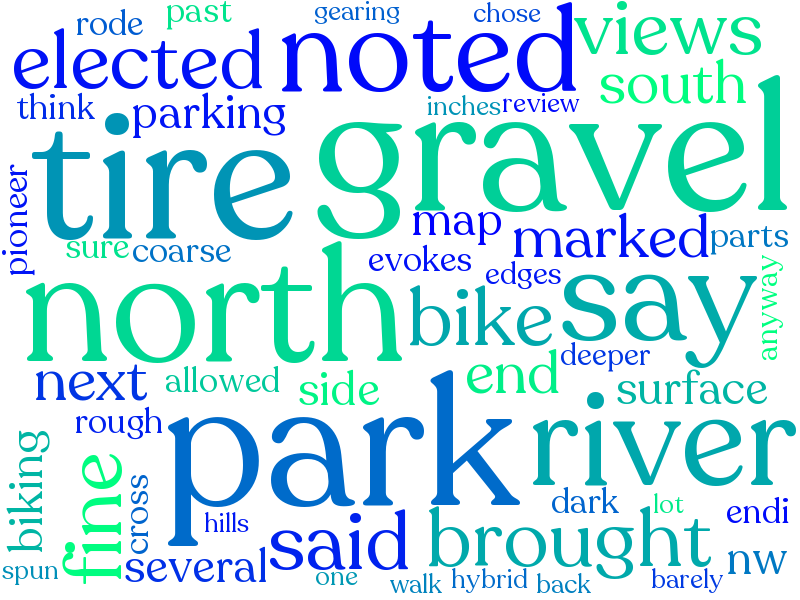 rode
past
gearing
chose
elected
noted
views
south
think
parking
inches
review
tire
gravel
pioneer
map
marked
parts
sure
coarse
evokes
edges
anyway
north
bike
say
deeper
next
allowed
side
end
surface
rough
park
river
biking
fine
cross
dark
lot
endi
hills
said
brought
nw
spun
several
one
walk
hybrid
back
barely